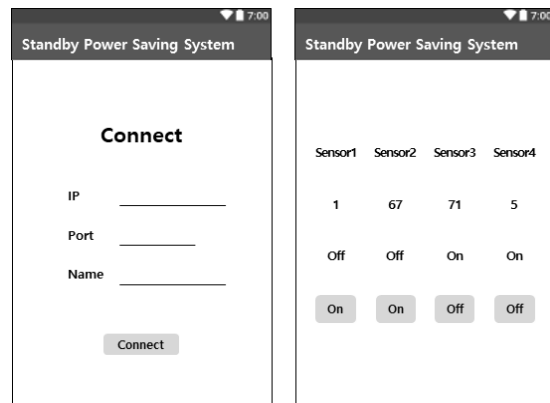 7:00
Standby Power Saving System
Connect
IP
Port
Name
Connect
7:00
Standby Power Saving System
Sensor1 Sensor2 Sensor3 Sensor4
1 67 71 5
Off Off On On
On On Off Off